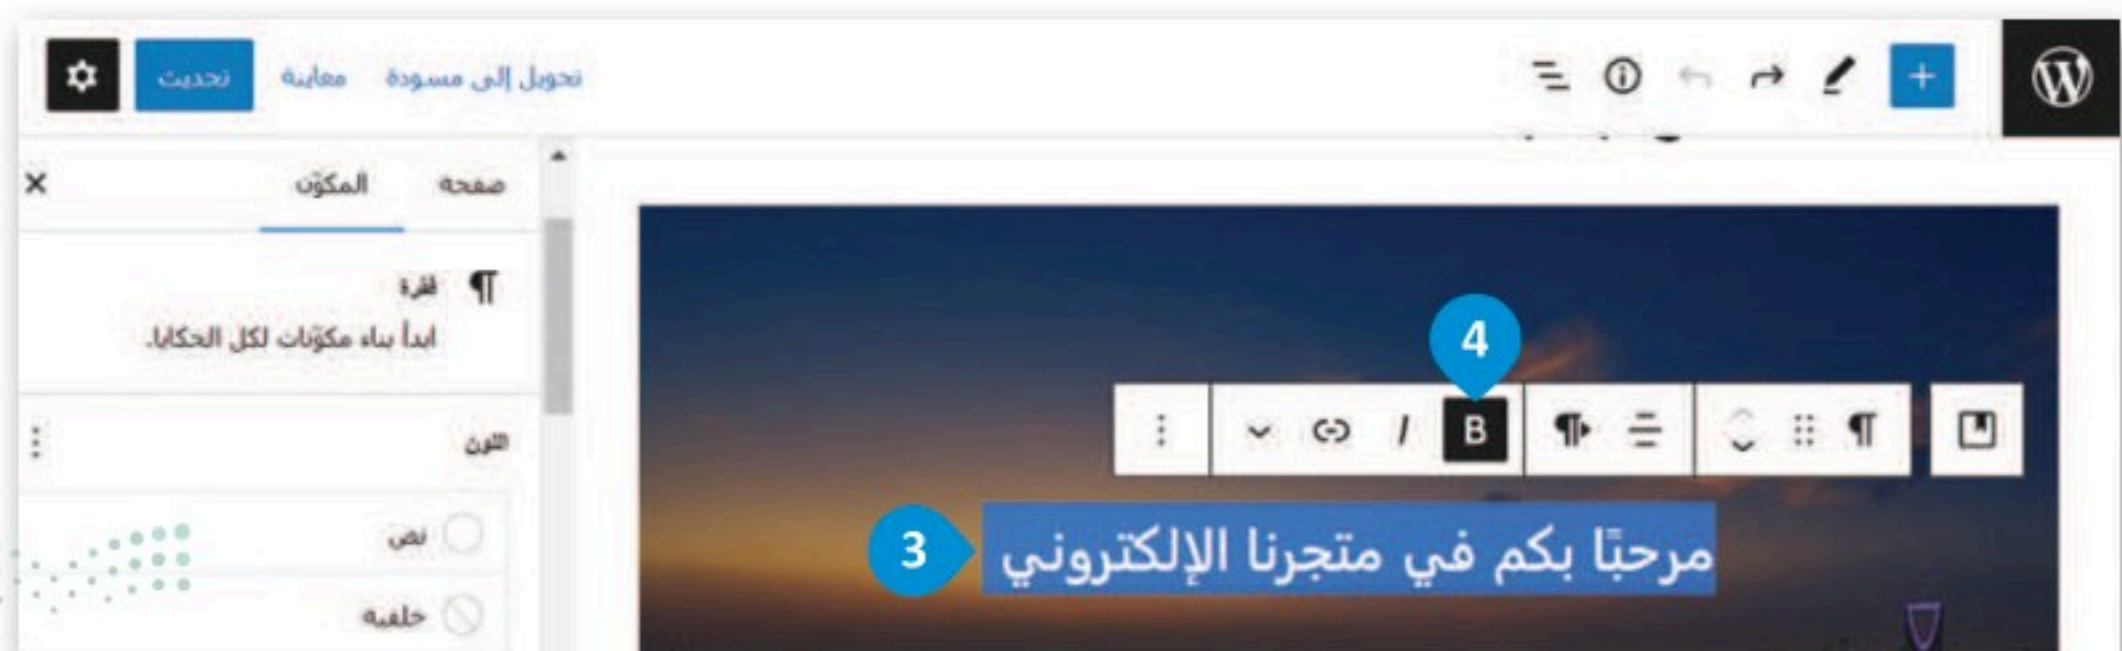 تحويل إلى مسودة معاينة تحديث
صفحة المكوّن
فقرة
ابدأ بناء مكوّنات لكل الحكايا.
اللون
نص
خلفية
4
B I
3 مرحبًا بكم في متجرنا الإلكتروني